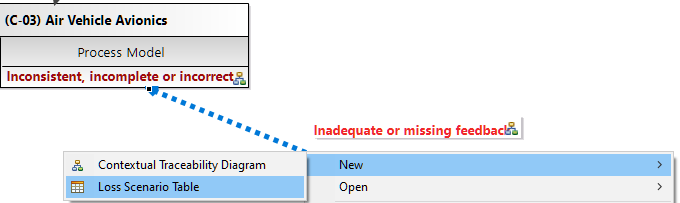 (C-03) Air Vehicle Avionics
Process Model
Inconsistent, incomplete or incorrect
Inadequate or missing feedback
Contextual Traceability Diagram
New
Loss Scenario Table
Open